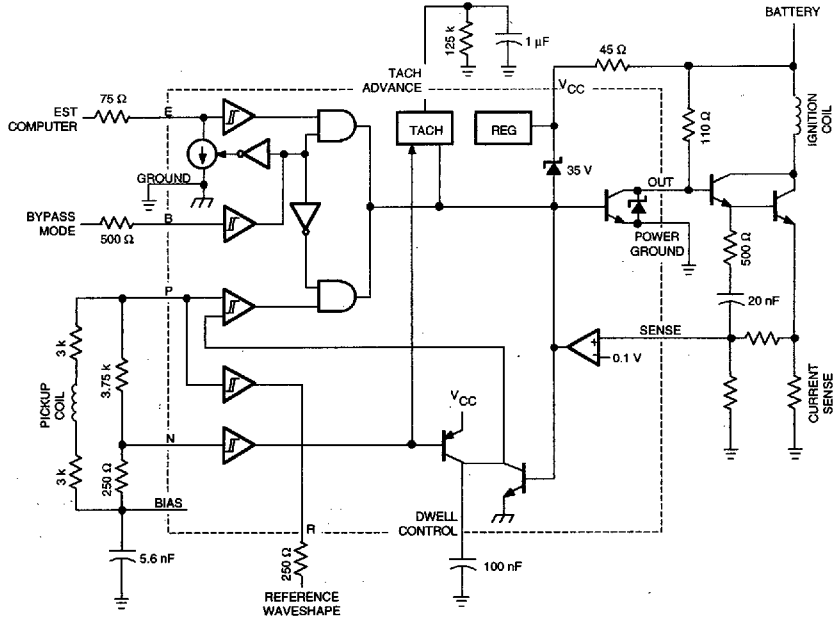 BATTERY
125 k
1 µF
45 Ω
TACH
ADVANCE
VCC
75 Ω
E
EST
COMPUTER
TACH
REG
110 Ω
IGNITION
COIL
35 V
GROUND
OUT
BYPASS
MODE
B
500 Ω
POWER
GROUND
500 Ω
P
20 nF
3 k
SENSE
0.1 V
PICKUP
COIL
3.75 k
VCC
CURRENT
SENSE
N
3 k
250 Ω
BIAS
R
DWELL
CONTROL
5.6 nF
250 Ω
100 nF
REFERENCE
WAVESHAPE